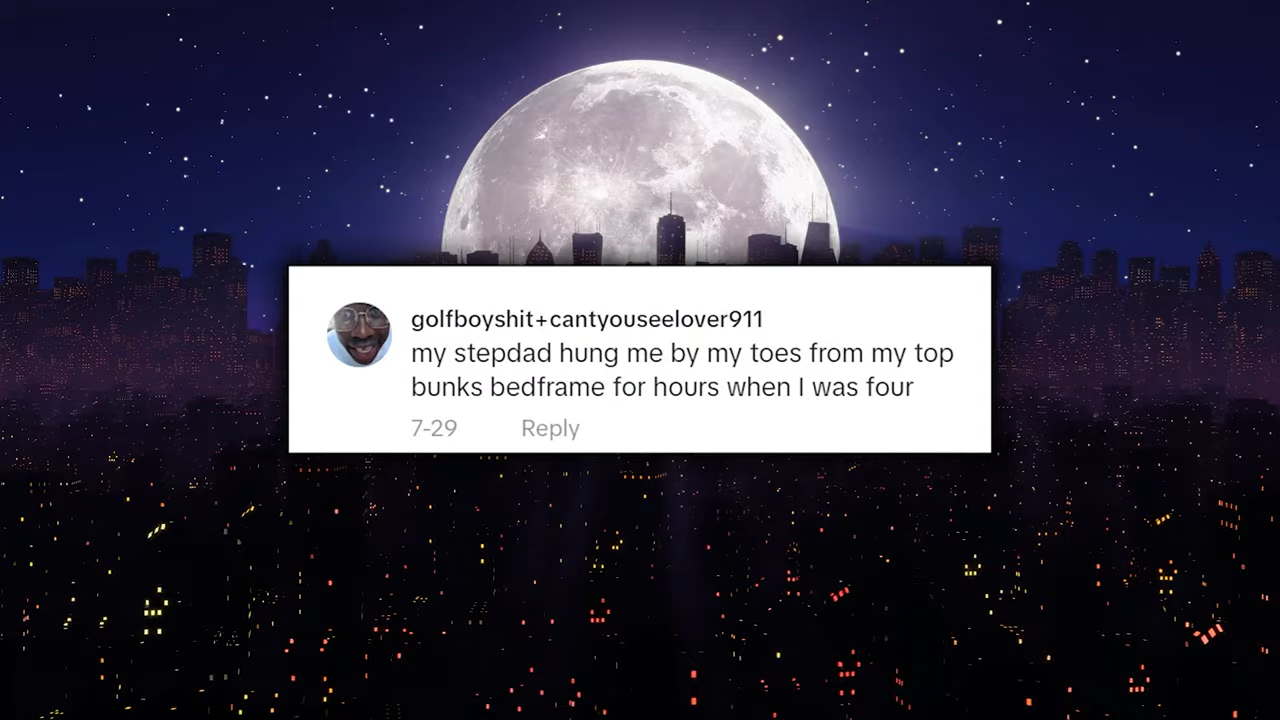 golfboyshit+cantyouseelover911
my stepdad hung me by my toes from my top
bunks bedframe for hours when I was four
7-29 Reply